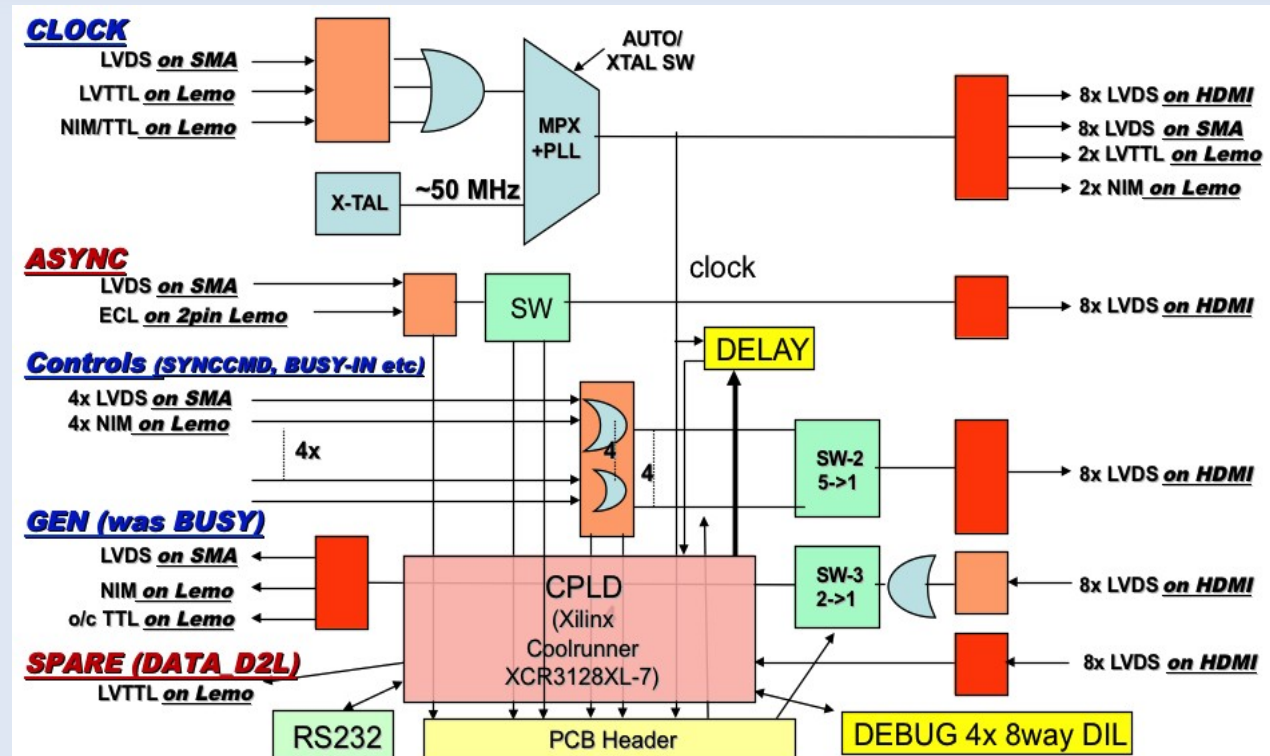 CLOCK
LVDS on SMA
LVTTL on Lemo
NIM/TTL on Lemo
AUTO/
XTAL SW
MPX
+PLL
X-TAL
~50 MHz
8x LVDS on HDMI
8x LVDS on SMA
2x LVTTL on Lemo
2x NIM on Lemo
ASYNC
LVDS on SMA
ECL on 2pin Lemo
SW
clock
8x LVDS on HDMI
DELAY
Controls (SYNCCMD, BUSY-IN etc)
4x LVDS on SMA
4x NIM on Lemo
4x
4
4
SW-2
5->1
8x LVDS on HDMI
GEN (was BUSY)
LVDS on SMA
NIM on Lemo
o/c TTL on Lemo
CPLD
(Xilinx
Coolrunner
XCR3128XL-7)
4
SW-3
2->1
8x LVDS on HDMI
SPARE (DATA_D2L)
LVTTL on Lemo
8x LVDS on HDMI
RS232
PCB Header
DEBUG 4x 8way DIL